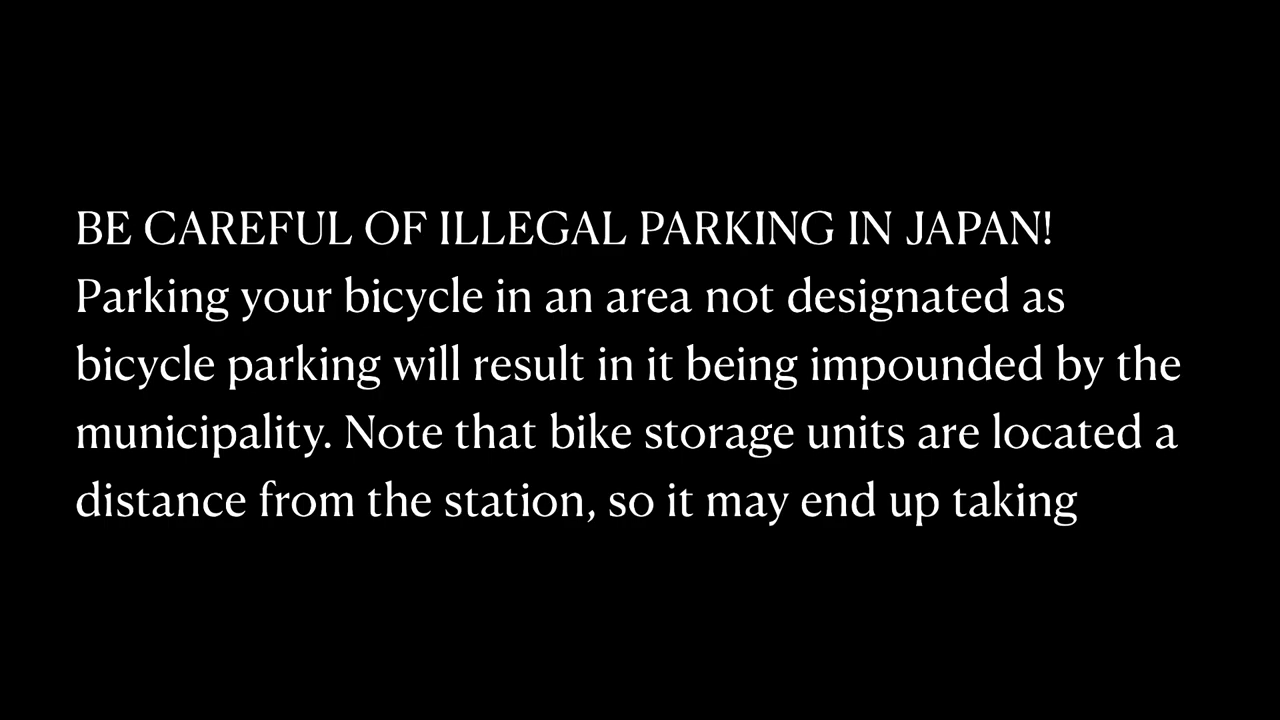 BE CAREFUL OF ILLEGAL PARKING IN JAPAN!
Parking your bicycle in an area not designated as
bicycle parking will result in it being impounded by the
municipality. Note that bike storage units are located a
distance from the station, so it may end up taking